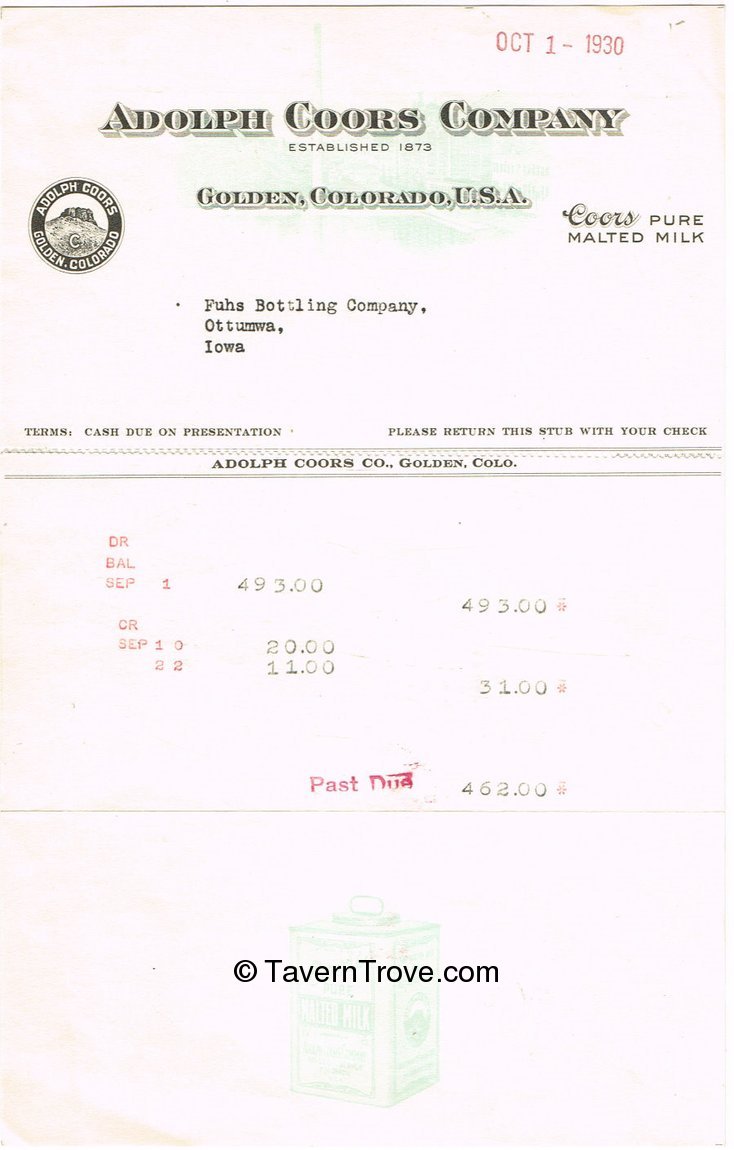 OCT 1 - 1930
ADOLPH COORS COMPANY
ESTABLISHED 1873
GOLDEN, COLORADO, U.S.A.
ADOLPH COORS
C
GOLDEN, COLORADO
Coors PURE
MALTED MILK
Fuhs Bottling Company,
Ottumwa,
Iowa
TERMS: CASH DUE ON PRESENTATION PLEASE RETURN THIS STUB WITH YOUR CHECK
ADOLPH COORS CO., GOLDEN, COLO.
DR
BAL
SEP 1 493.00
493.00 *
CR
SEP 10 20.00
22 11.00
31.00 *
Past Due 462.00 *
© TavernTrove.com
PURE
MALTED MILK